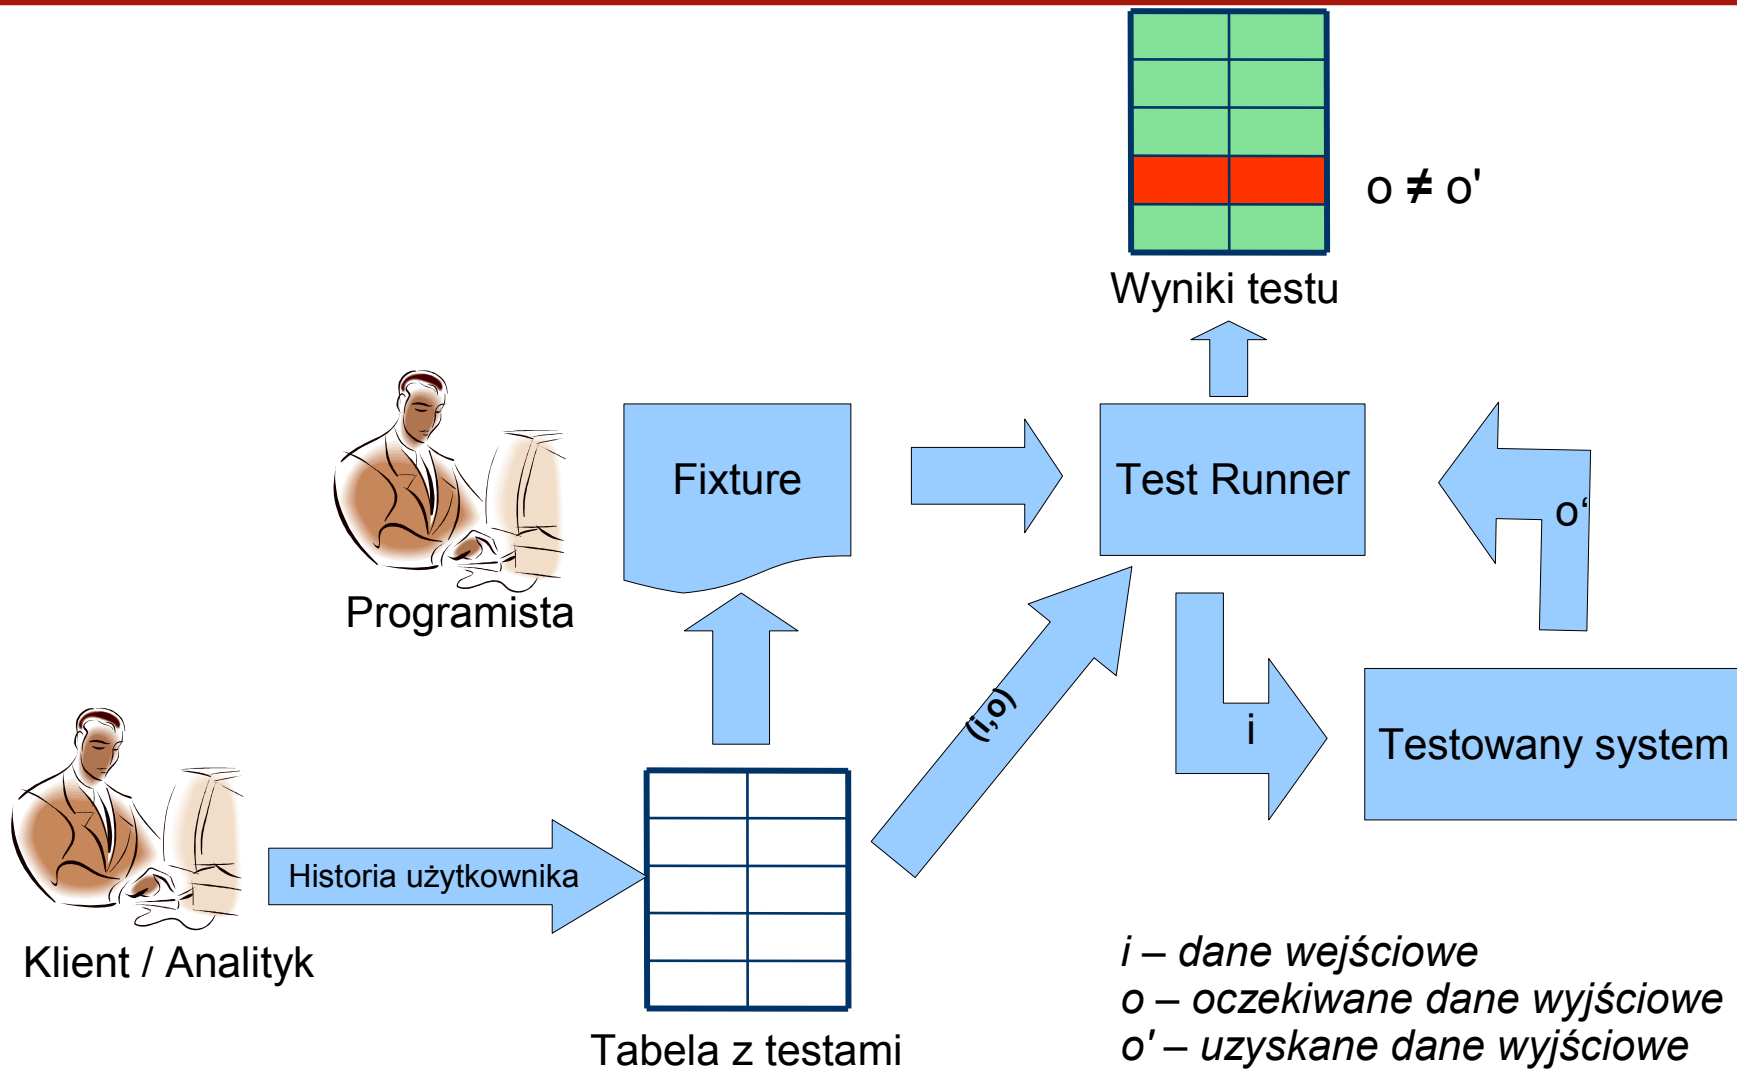 o ≠ o'
Wyniki testu
Fixture
Test Runner
o‘
Programista
(i,o)
i
Testowany system
Historia użytkownika
Klient / Analityk
Tabela z testami
i – dane wejściowe
o – oczekiwane dane wyjściowe
o' – uzyskane dane wyjściowe